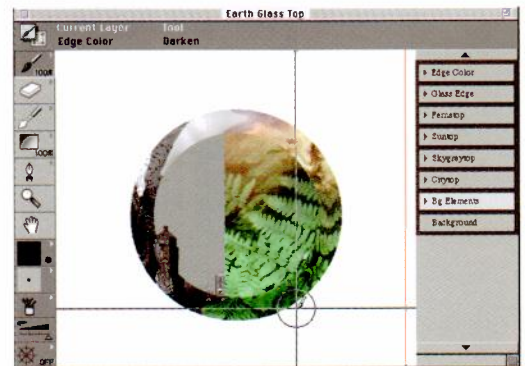 Earth Glass Top
Current Layer Tool
Edge Color Darken
100%
100%
OFF
Edge Color
Glass Edge
Fernstop
Suntop
Skygreytop
Citytop
Bg Elements
Background